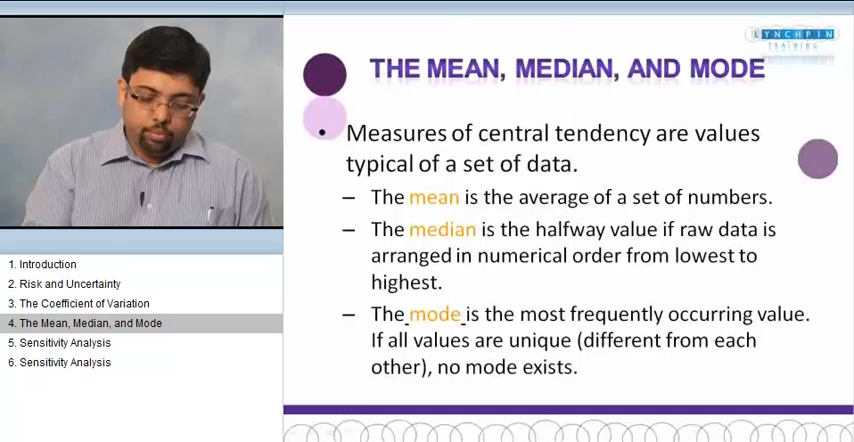 LYNCHPIN
TRAINING
THE MEAN, MEDIAN, AND MODE
• Measures of central tendency are values
typical of a set of data.
– The mean is the average of a set of numbers.
– The median is the halfway value if raw data is
arranged in numerical order from lowest to
highest.
– The mode is the most frequently occurring value.
If all values are unique (different from each
other), no mode exists.
1. Introduction
2. Risk and Uncertainty
3. The Coefficient of Variation
4. The Mean, Median, and Mode
5. Sensitivity Analysis
6. Sensitivity Analysis